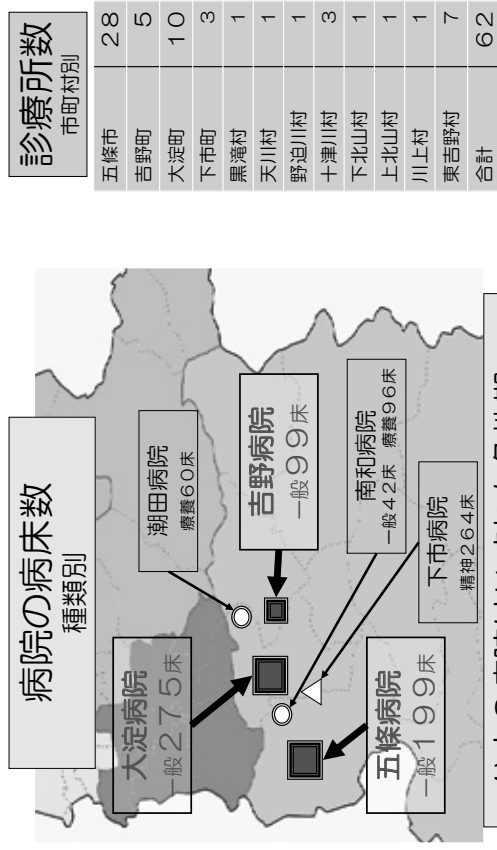 病院の病床数
種類別
大淀病院
一般275床
潮田病院
療養60床
吉野病院
一般99床
五條病院
一般199床
南和病院
一般42床 療養96床
下市病院
精神264床
診療所数
市町村別
五條市 28
吉野町 5
大淀町 10
下市町 3
黒滝村 1
天川村 1
野迫川村 1
十津川村 3
下北山村 1
上北山村 1
川上村 1
東吉野村 7
合計 62